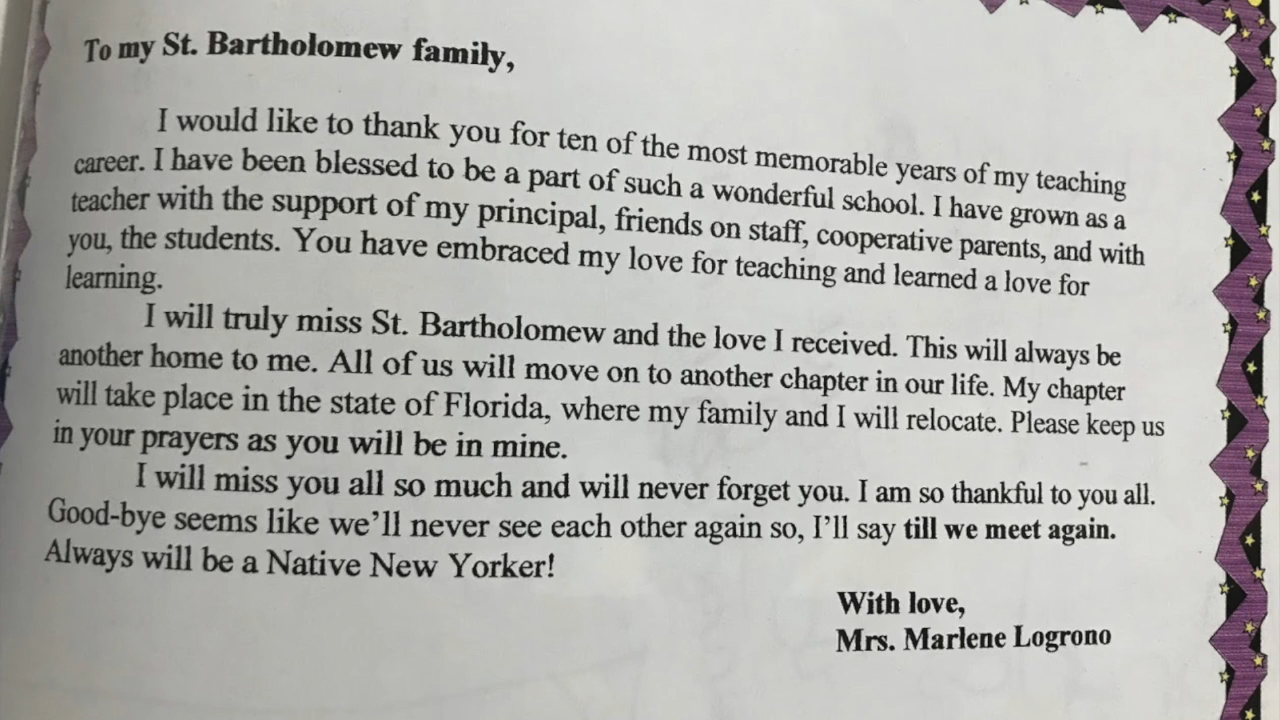 To my St. Bartholomew family,
I would like to thank you for ten of the most memorable years of my teaching
career. I have been blessed to be a part of such a wonderful school. I have grown as a
teacher with the support of my principal, friends on staff, cooperative parents, and with
you, the students. You have embraced my love for teaching and learned a love for
learning.
I will truly miss St. Bartholomew and the love I received. This will always be
another home to me. All of us will move on to another chapter in our life. My chapter
will take place in the state of Florida, where my family and I will relocate. Please keep us
in your prayers as you will be in mine.
I will miss you all so much and will never forget you. I am so thankful to you all.
Good-bye seems like we’ll never see each other again so, I’ll say till we meet again.
Always will be a Native New Yorker!
With love,
Mrs. Marlene Logrono